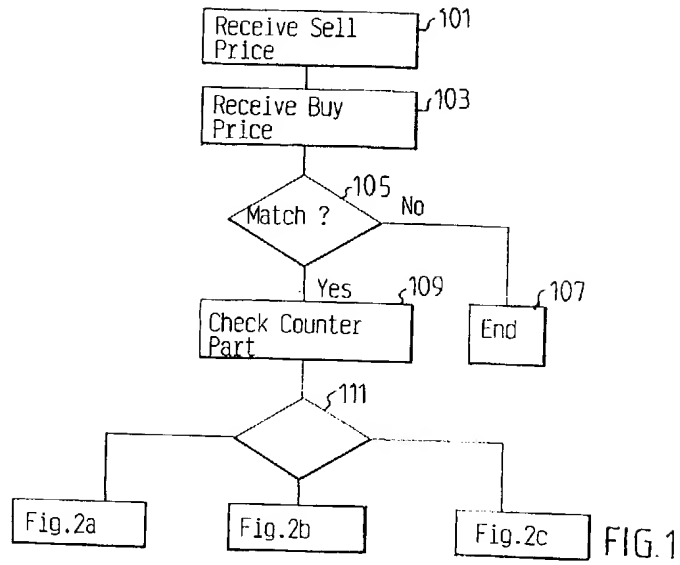 Receive Sell
Price
101
Receive Buy
Price
103
105
Match ?
No
Yes
109
107
Check Counter
Part
End
111
Fig.2a
Fig.2b
Fig.2c
FIG.1